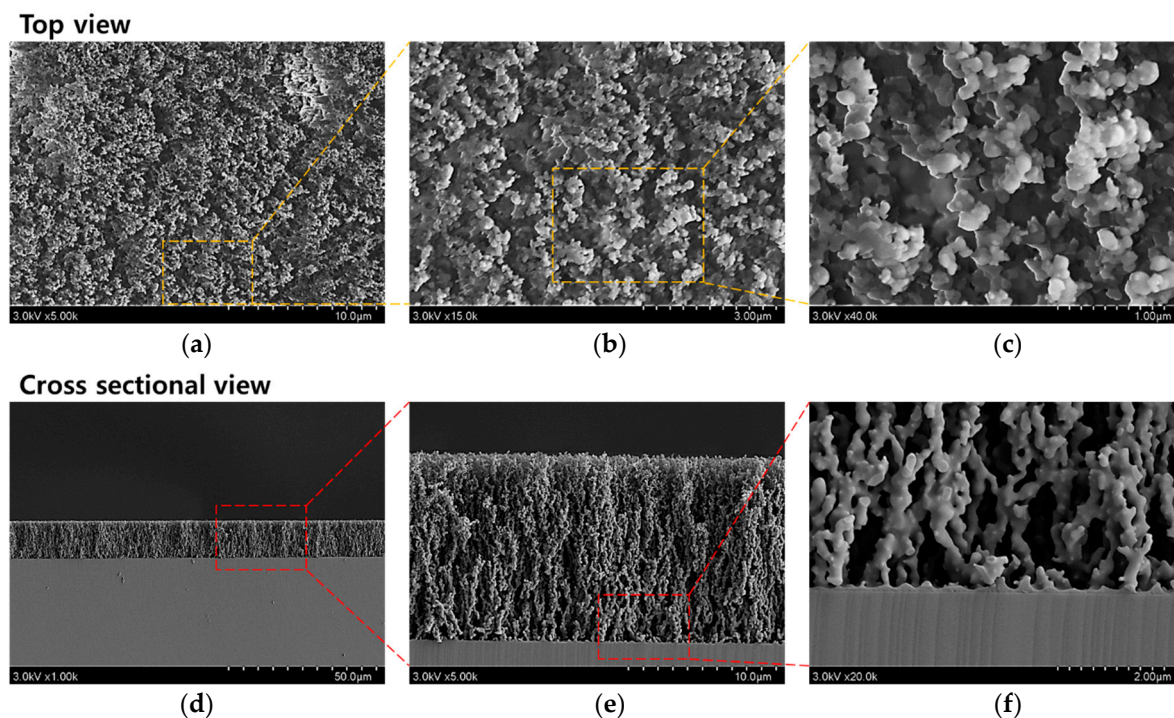 Top view
3.0kV x5.00k 10.0μm
3.0kV x15.0k 3.00μm
3.0kV x40.0k 1.00μm
(a)
(b)
(c)
Cross sectional view
3.0kV x1.00k 50.0μm
3.0kV x5.00k 10.0μm
3.0kV x20.0k 2.00μm
(d)
(e)
(f)